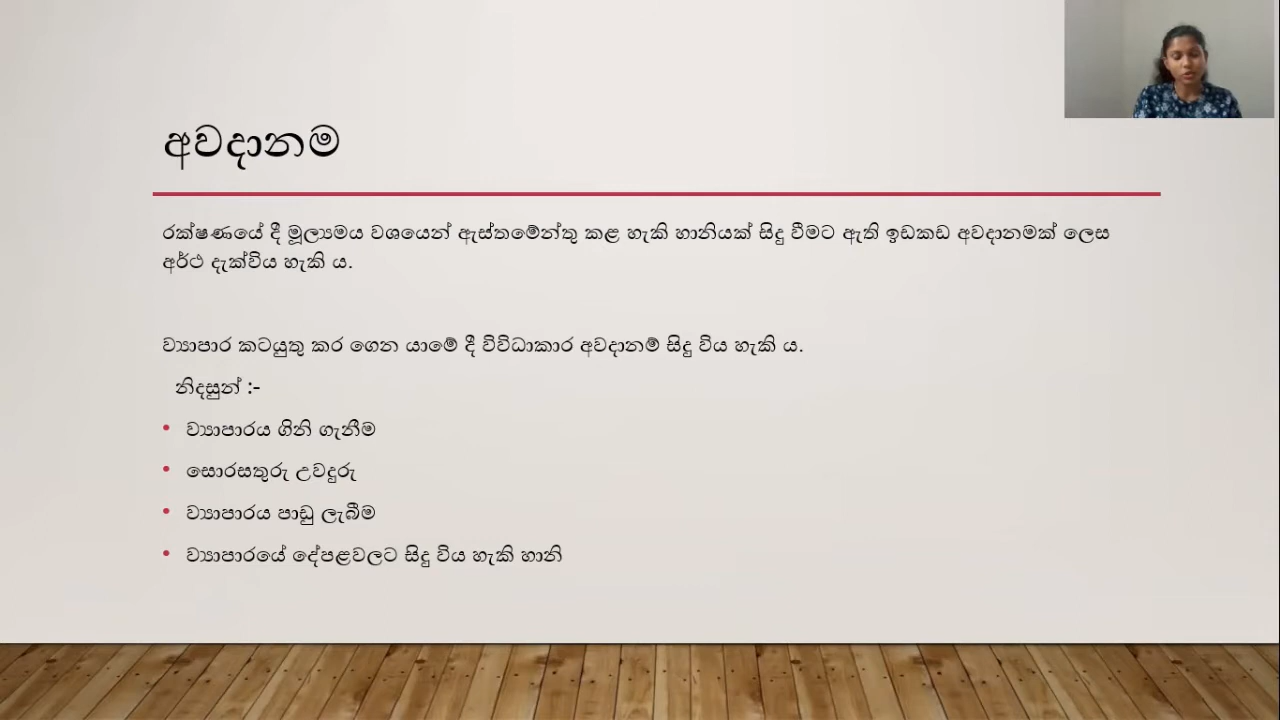 අවදානම
රක්ෂණයේ දී මූල්‍යමය වශයෙන් ඇස්තමේන්තු කළ හැකි හානියක් සිදු වීමට ඇති ඉඩකඩ අවදානමක් ලෙස
අර්ථ දැක්විය හැකි ය.
ව්‍යාපාර කටයුතු කර ගෙන යාමේ දී විවිධාකාර අවදානම් සිදු විය හැකි ය.
නිදසුන් :-
• ව්‍යාපාරය ගිනි ගැනීම
• සොරසතුරු උවදුරු
• ව්‍යාපාරය පාඩු ලැබීම
• ව්‍යාපාරයේ දේපළවලට සිදු විය හැකි හානි